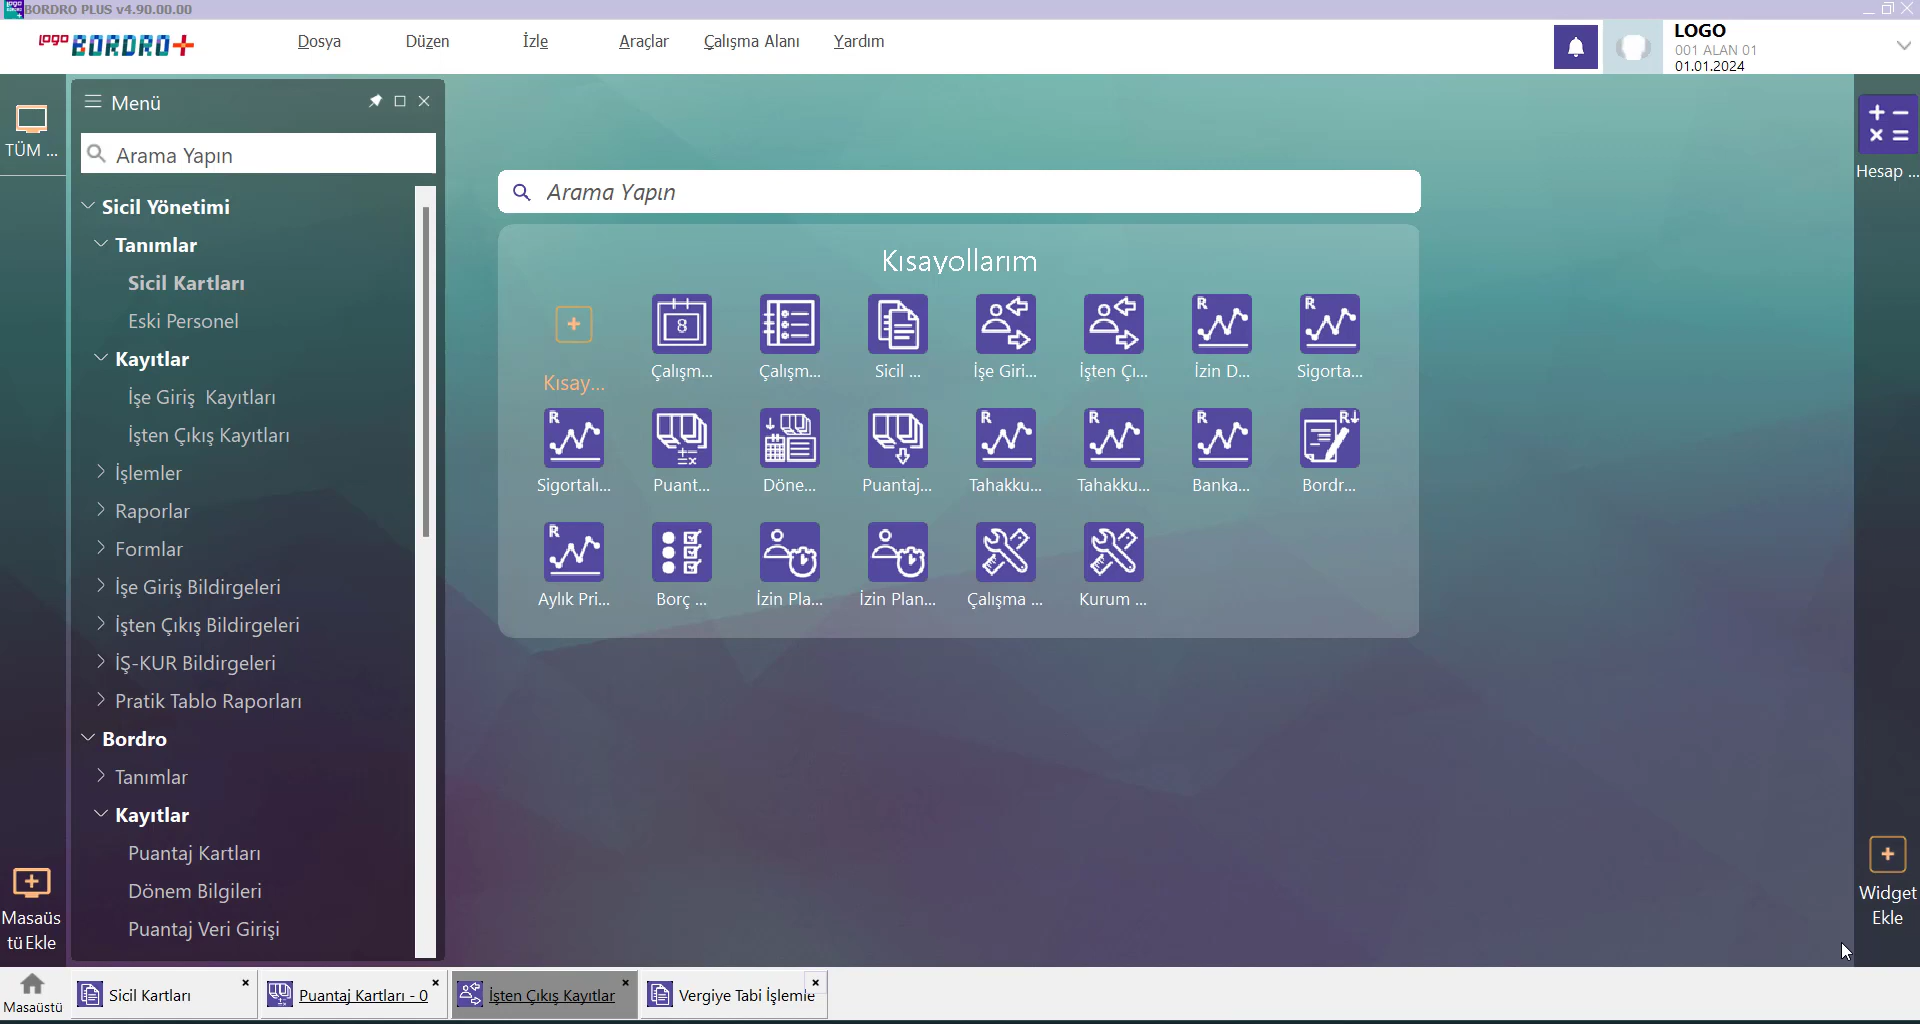 BORDRO PLUS v4.90.00.00
logo BORDRO+
Dosya
Düzen
İzle
Araçlar
Çalışma Alanı
Yardım
LOGO
001 ALAN 01
01.01.2024
TÜM ...
Menü
Arama Yapın
Sicil Yönetimi
Tanımlar
Sicil Kartları
Eski Personel
Kayıtlar
İşe Giriş Kayıtları
İşten Çıkış Kayıtları
İşlemler
Raporlar
Formlar
İşe Giriş Bildirgeleri
İşten Çıkış Bildirgeleri
İŞ-KUR Bildirgeleri
Pratik Tablo Raporları
Bordro
Tanımlar
Kayıtlar
Puantaj Kartları
Dönem Bilgileri
Puantaj Veri Girişi
Masaüs
tü Ekle
Arama Yapın
Kısayollarım
Kısay...
Çalışm...
Çalışm...
Sicil ...
İşe Giri...
İşten Çı...
İzin D...
Sigorta...
Sigortalı...
Puant...
Döne...
Puantaj...
Tahakku...
Tahakku...
Banka...
Bordr...
Aylık Pri...
Borç ...
İzin Pla...
İzin Plan...
Çalışma ...
Kurum ...
Hesap ...
Widget
Ekle
Masaüstü
Sicil Kartları
Puantaj Kartları - 0
İşten Çıkış Kayıtlar
Vergiye Tabi İşlemle